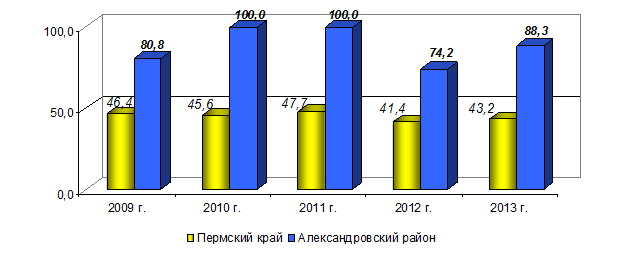 100,0 100,0
88,3
80,8
74,2
100,0
46,4 45,6 47,7 41,4 43,2
50,0
0,0
2009 г. 2010 г. 2011 г. 2012 г. 2013 г.
Пермский край Александровский район